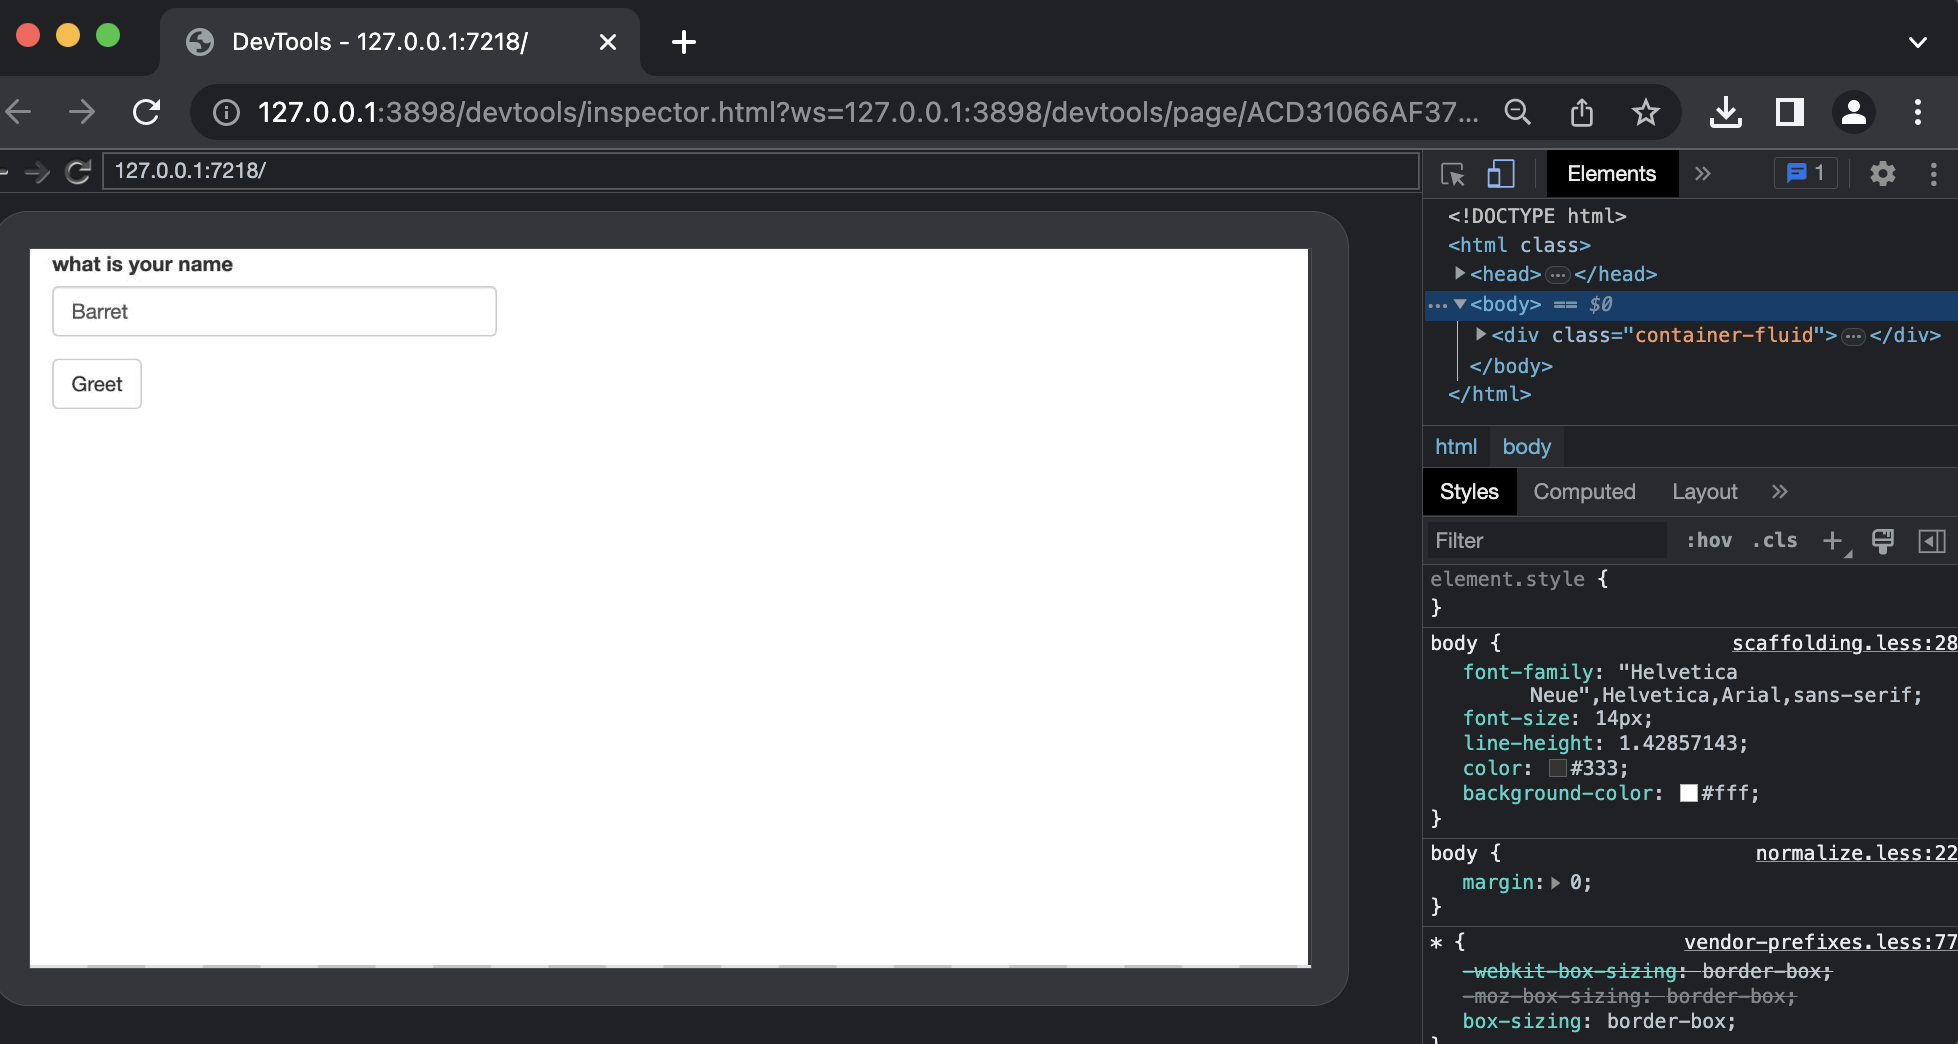 DevTools - 127.0.0.1:7218/
127.0.0.1:3898/devtools/inspector.html?ws=127.0.0.1:3898/devtools/page/ACD31066AF37...
127.0.0.1:7218/
what is your name
Barret
Greet
Elements
1
<!DOCTYPE html>
<html class>
<head>…</head>
… <body> == $0
<div class="container-fluid">…</div>
</body>
</html>
html body
Styles Computed Layout
Filter :hov .cls
element.style {
}
body { scaffolding.less:28
font-family: "Helvetica
Neue",Helvetica,Arial,sans-serif;
font-size: 14px;
line-height: 1.42857143;
color: #333;
background-color: #fff;
}
body { normalize.less:22
margin: 0;
}
* { vendor-prefixes.less:77
-webkit-box-sizing: border-box;
-moz-box-sizing: border-box;
box-sizing: border-box;
}